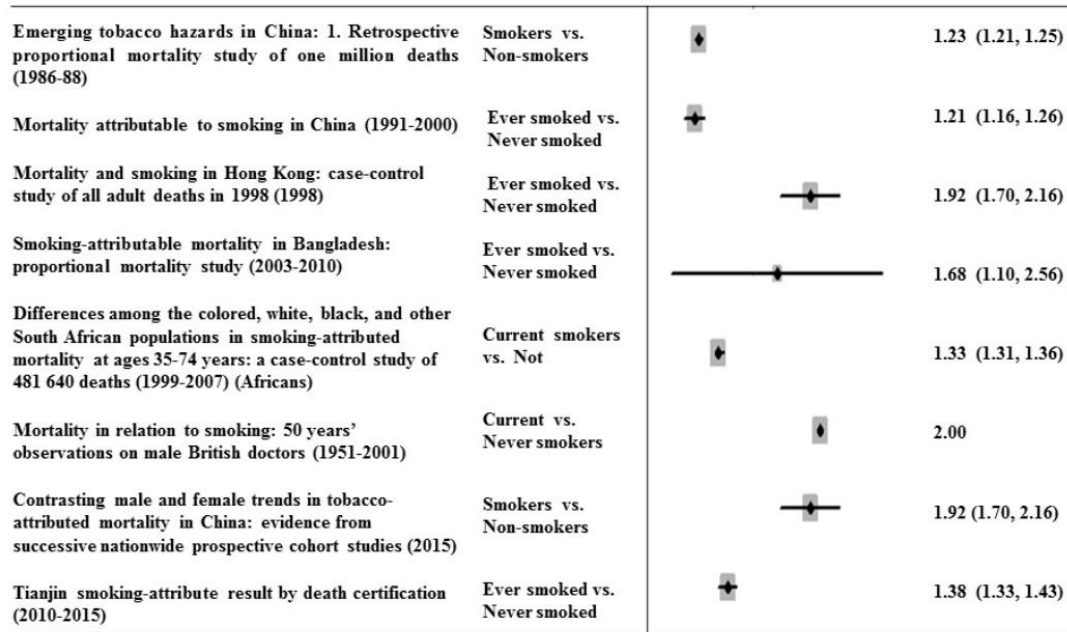 Emerging tobacco hazards in China: 1. Retrospective
proportional mortality study of one million deaths
(1986-88)
Smokers vs.
Non-smokers
1.23 (1.21, 1.25)
Mortality attributable to smoking in China (1991-2000)
Ever smoked vs.
Never smoked
1.21 (1.16, 1.26)
Mortality and smoking in Hong Kong: case-control
study of all adult deaths in 1998 (1998)
Ever smoked vs.
Never smoked
1.92 (1.70, 2.16)
Smoking-attributable mortality in Bangladesh:
proportional mortality study (2003-2010)
Ever smoked vs.
Never smoked
1.68 (1.10, 2.56)
Differences among the colored, white, black, and other
South African populations in smoking-attributed
mortality at ages 35-74 years: a case-control study of
481 640 deaths (1999-2007) (Africans)
Current smokers
vs. Not
1.33 (1.31, 1.36)
Mortality in relation to smoking: 50 years'
observations on male British doctors (1951-2001)
Current vs.
Never smokers
2.00
Contrasting male and female trends in tobacco-
attributed mortality in China: evidence from
successive nationwide prospective cohort studies (2015)
Smokers vs.
Non-smokers
1.92 (1.70, 2.16)
Tianjin smoking-attribute result by death certification
(2010-2015)
Ever smoked vs.
Never smoked
1.38 (1.33, 1.43)